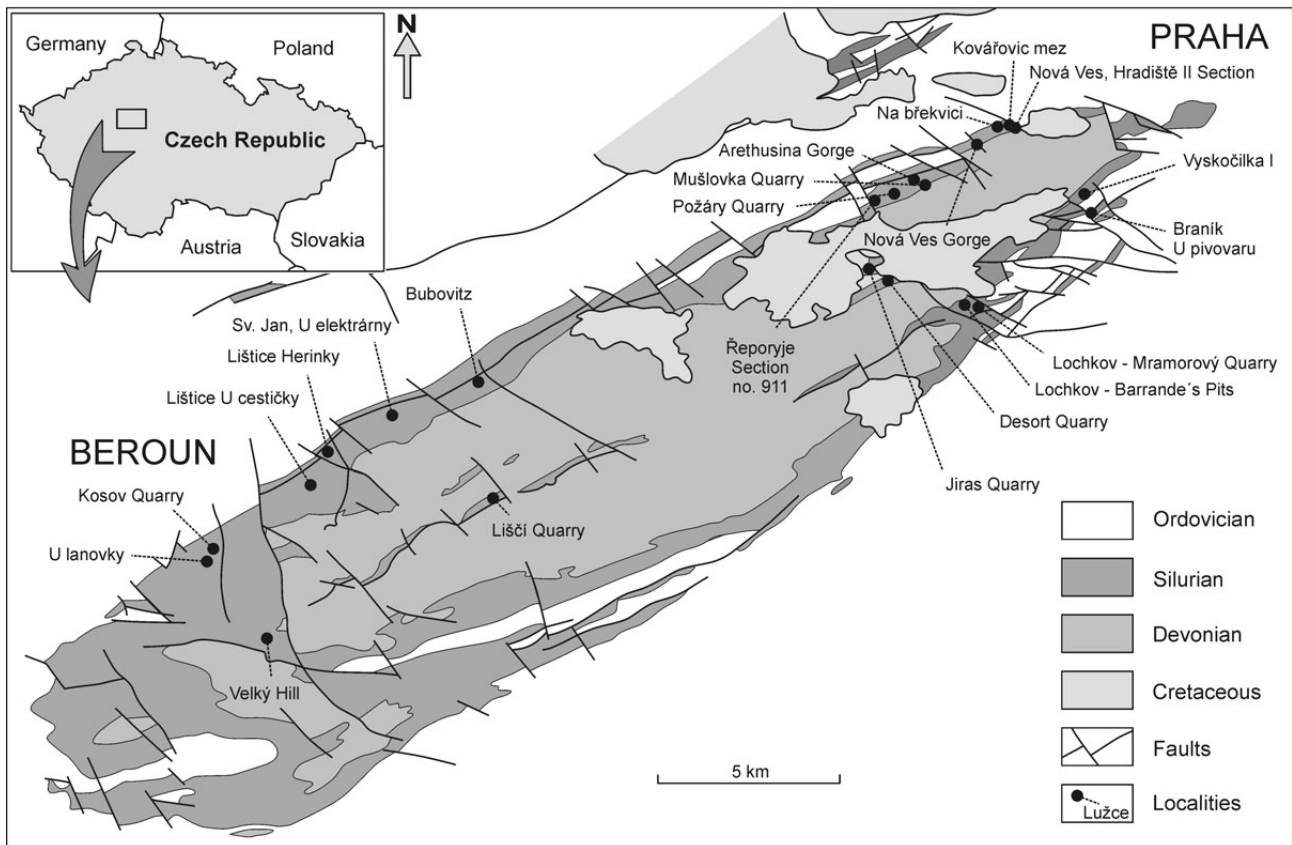 Germany
Poland
Czech Republic
Austria
Slovakia
N
PRAHA
Kovářovic mez
Nová Ves, Hradiště II Section
Na břekvici
Arethusina Gorge
Mušlovka Quarry
Požáry Quarry
Vyskočilka I
Braník
U pivovaru
Nová Ves Gorge
Bubovitz
Sv. Jan, U elektrárny
Lištice Herinky
Lištice U cestičky
Řeporyje
Section
no. 911
Lochkov - Mramorový Quarry
Lochkov - Barrande´s Pits
Desort Quarry
Jiras Quarry
BEROUN
Kosov Quarry
U lanovky
Liščí Quarry
Velký Hill
5 km
Ordovician
Silurian
Devonian
Cretaceous
Faults
Lužce
Localities